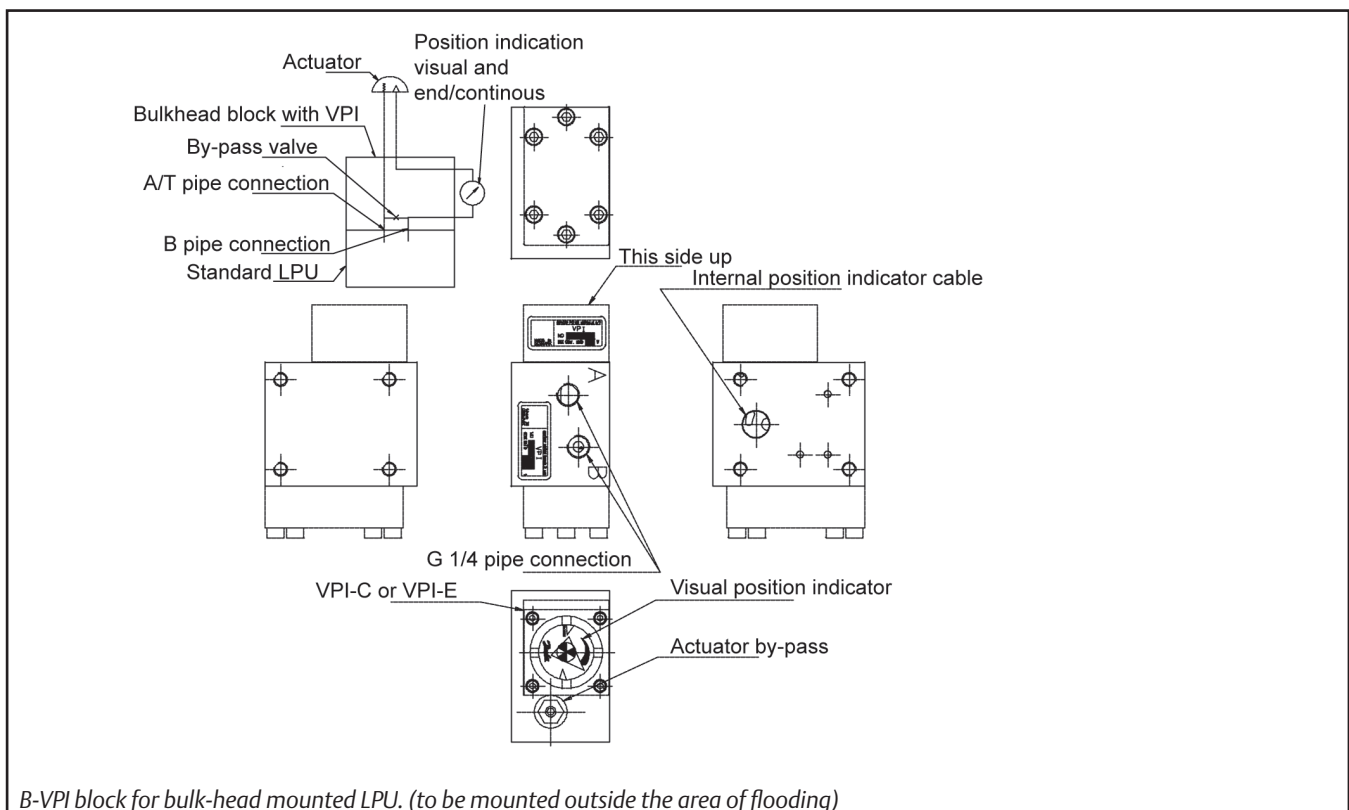 Actuator
Position indication
visual and
end/continous
Bulkhead block with VPI
By-pass valve
A/T pipe connection
B pipe connection
Standard LPU
This side up
Internal position indicator cable
VPI
A
VPI
B
G 1/4 pipe connection
VPI-C or VPI-E
Visual position indicator
Actuator by-pass
B-VPI block for bulk-head mounted LPU. (to be mounted outside the area of flooding)